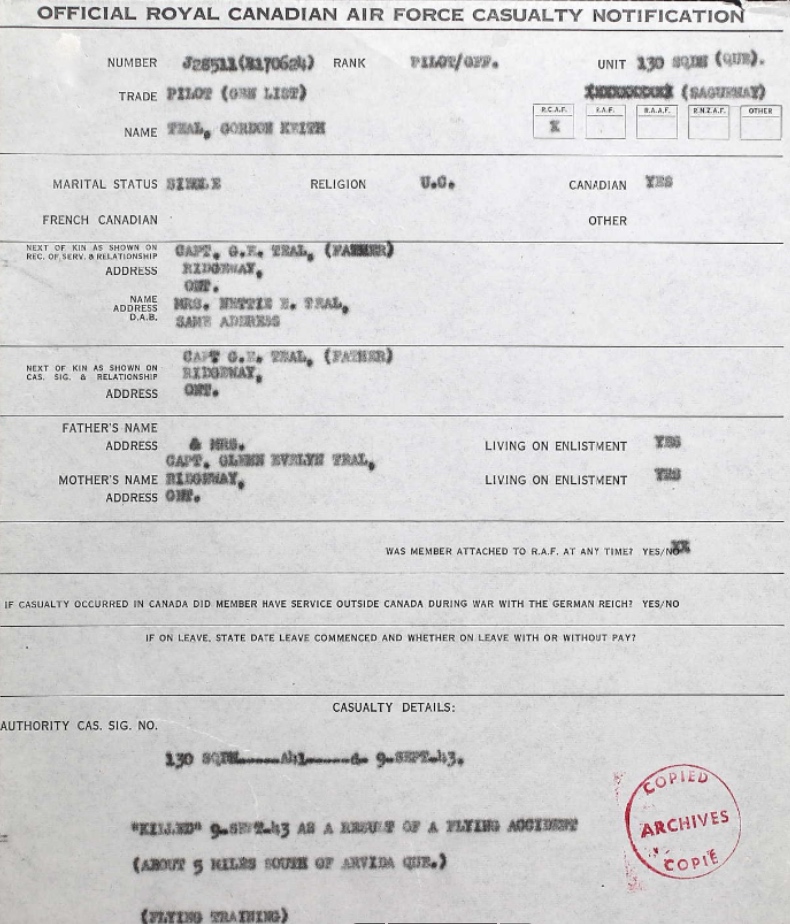 OFFICIAL ROYAL CANADIAN AIR FORCE CASUALTY NOTIFICATION
NUMBER J28511(R170624) RANK PILOT/OFF. UNIT 130 SQDN (QUE).
TRADE PILOT (GEN LIST) (SAGUENAY)
R.C.A.F. R.A.F. R.A.A.F. R.N.Z.A.F. OTHER
X
NAME TEAL, GORDON KEITH
MARITAL STATUS SINGLE RELIGION U.C. CANADIAN YES
FRENCH CANADIAN OTHER
NEXT OF KIN AS SHOWN ON
REC. OF SERV. & RELATIONSHIP CAPT. G.E. TEAL, (FATHER)
ADDRESS RIDGEWAY,
ONT.
NAME MRS. NETTIE E. TEAL,
ADDRESS
D.A.B. SAME ADDRESS
CAPT G.E. TEAL, (FATHER)
NEXT OF KIN AS SHOWN ON
CAS. SIG. & RELATIONSHIP RIDGEWAY,
ADDRESS ONT.
FATHER'S NAME
ADDRESS & MRS. LIVING ON ENLISTMENT YES
CAPT. GLENN EVELYN TEAL,
MOTHER'S NAME RIDGEWAY, LIVING ON ENLISTMENT YES
ADDRESS ONT.
WAS MEMBER ATTACHED TO R.A.F. AT ANY TIME? YES/NO XX
IF CASUALTY OCCURRED IN CANADA DID MEMBER HAVE SERVICE OUTSIDE CANADA DURING WAR WITH THE GERMAN REICH? YES/NO
IF ON LEAVE, STATE DATE LEAVE COMMENCED AND WHETHER ON LEAVE WITH OR WITHOUT PAY?
CASUALTY DETAILS:
AUTHORITY CAS. SIG. NO.
130 SQDN.-----A41-----d- 9-SEPT-43.
"KILLED" 9-SEPT-43 AS A RESULT OF A FLYING ACCIDENT
(ABOUT 5 MILES SOUTH OF ARVIDA QUE.)
(FLYING TRAINING)
COPIED
ARCHIVES
COPIÉ